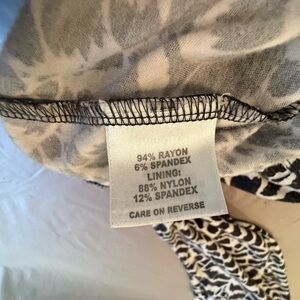 94% RAYON
6% SPANDEX
LINING:
88% NYLON
12% SPANDEX
CARE ON REVERSE